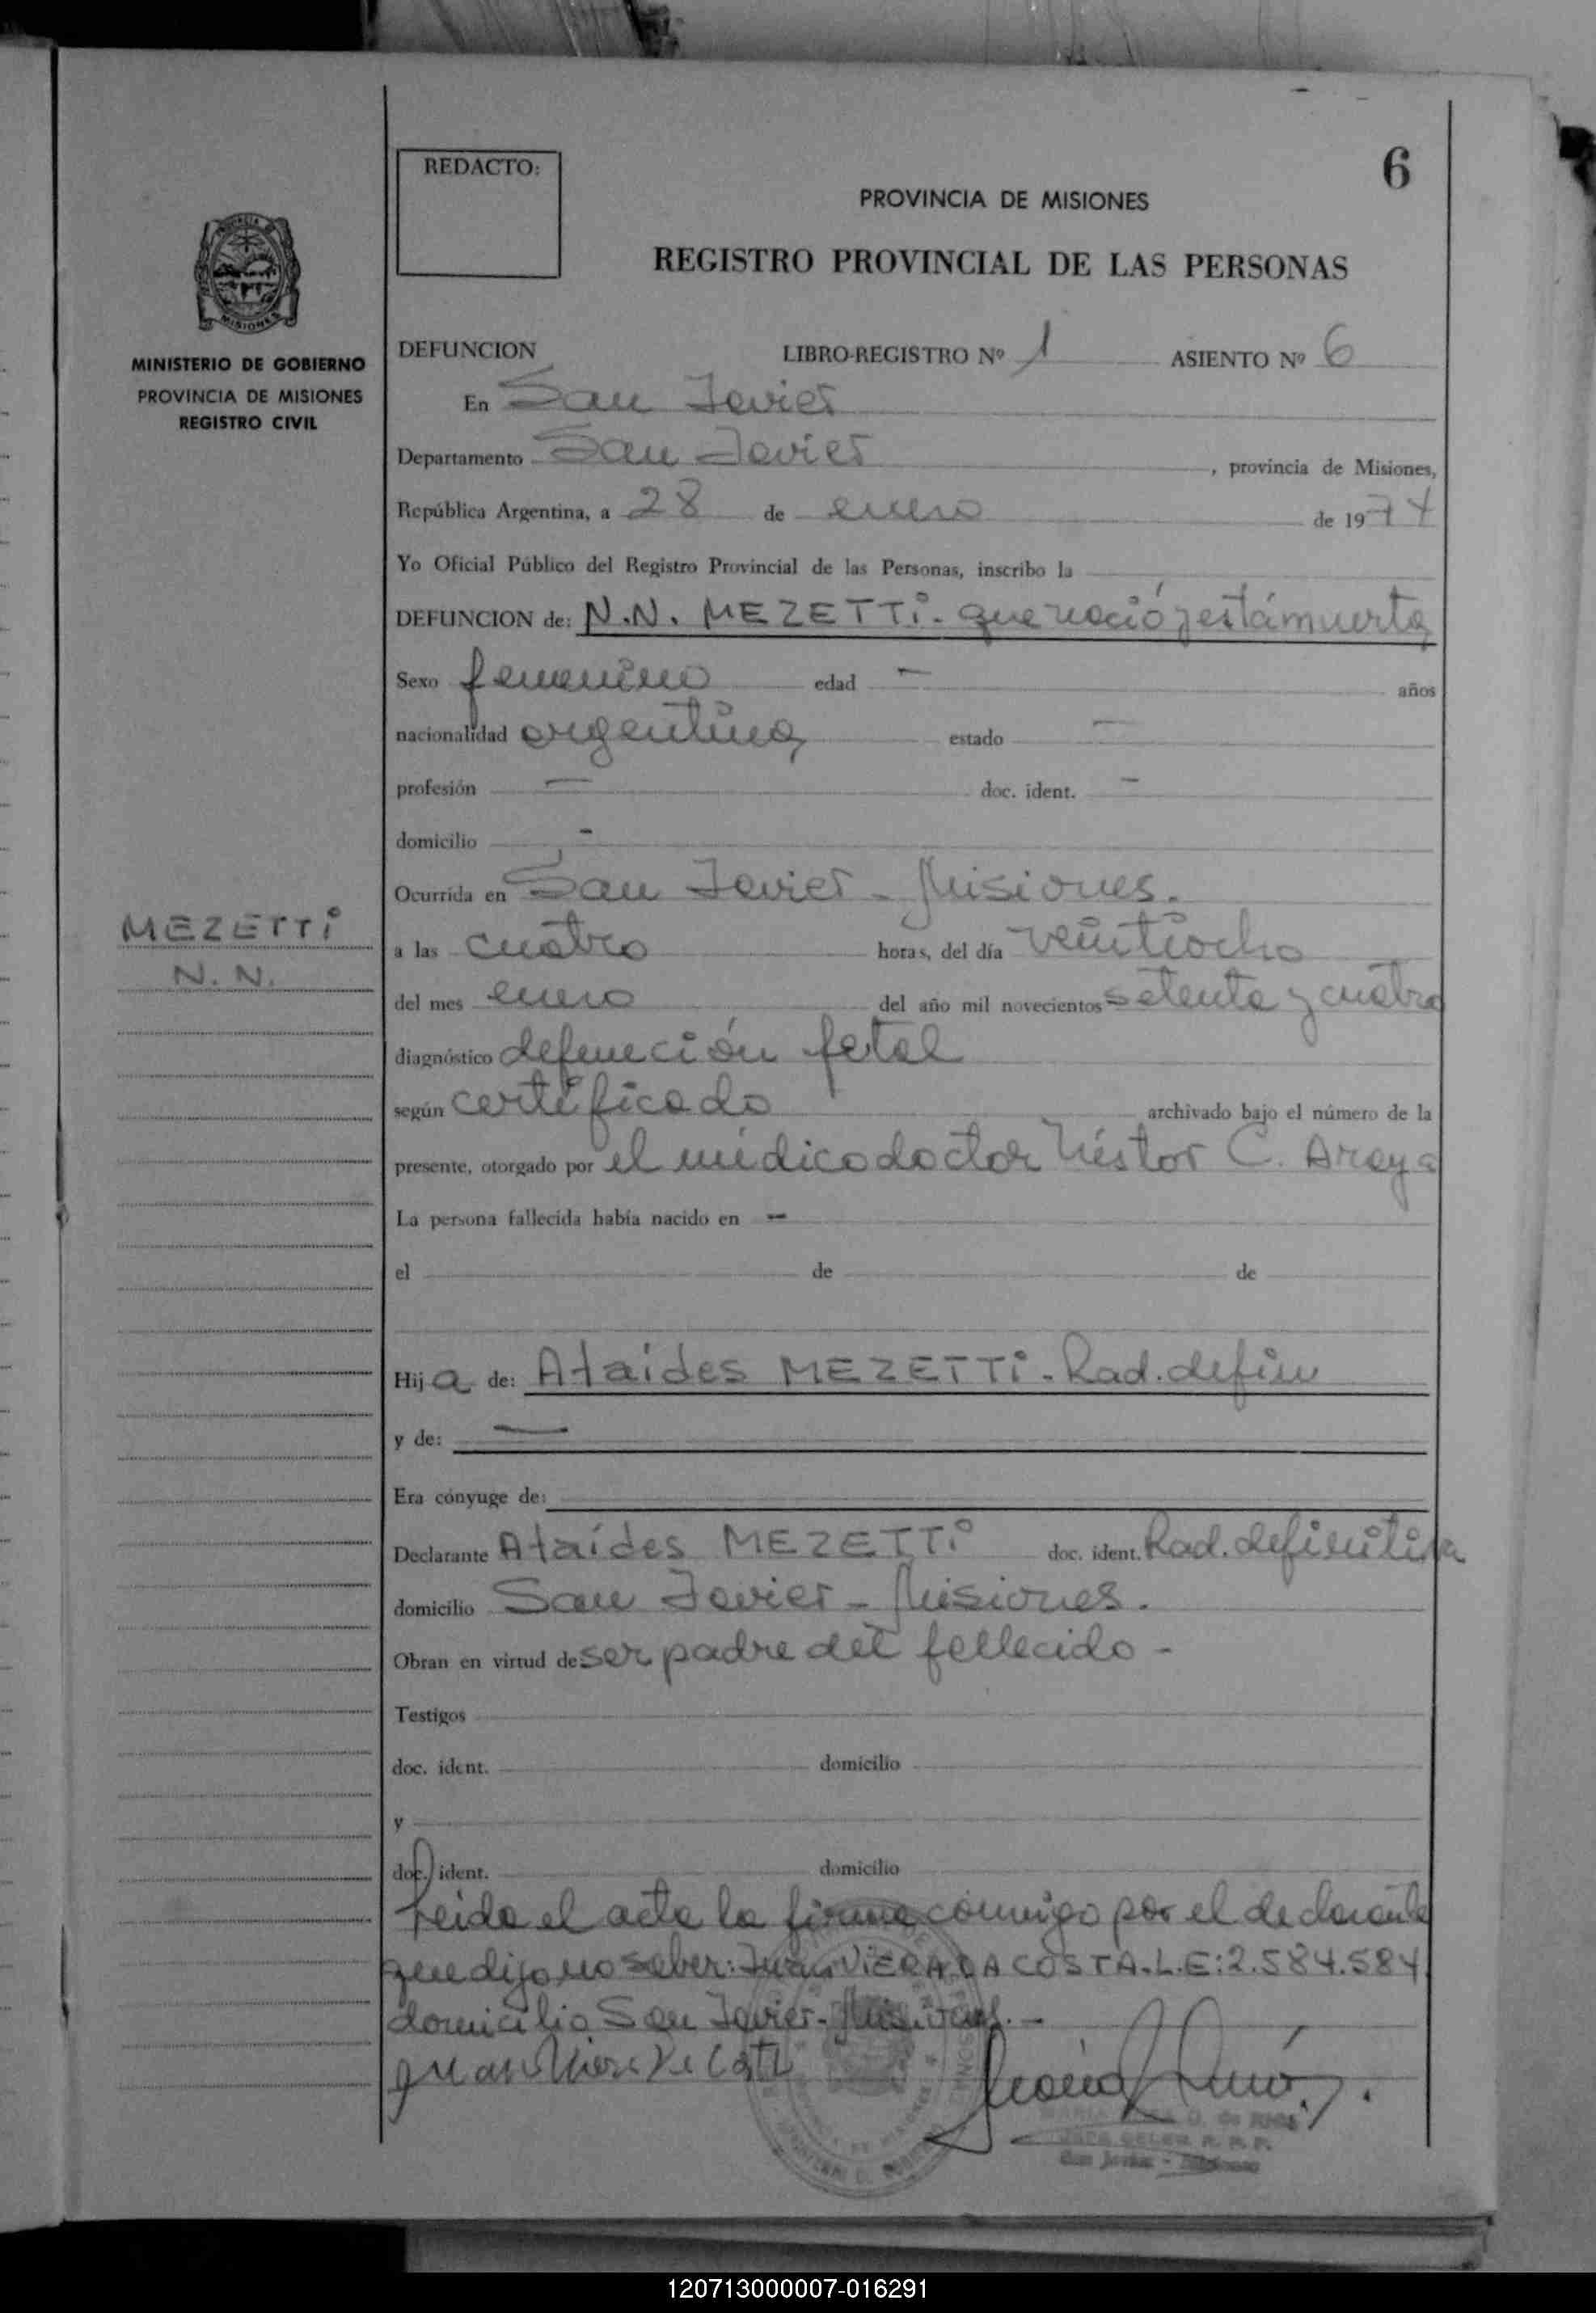 6
REDACTO:
PROVINCIA DE MISIONES
REGISTRO PROVINCIAL DE LAS PERSONAS
MISIONES
MINISTERIO DE GOBIERNO
PROVINCIA DE MISIONES
REGISTRO CIVIL
DEFUNCION LIBRO-REGISTRO Nº 1 ASIENTO Nº 6
En San Javier
Departamento San Javier, provincia de Misiones,
República Argentina, a 28 de enero de 1974
Yo Oficial Público del Registro Provincial de las Personas, inscribo la
DEFUNCION de: N.N. MEZETTi. que nació y está muerta
Sexo femenino edad — años
nacionalidad argentina estado —
profesión — doc. ident. —
domicilio -
Ocurrida en San Javier - Misiones.
MEZETTi
N.N.
a las cuatro horas, del día veintiocho
del mes enero del año mil novecientos setenta y cuatro
diagnóstico defunción fetal
según certificado archivado bajo el número de la
presente, otorgado por el médico doctor Néstor C. Araya
La persona fallecida había nacido en -
el de de
Hija de: Ataídes MEZETTi - Rad. defin
y de: —
Era cónyuge de:
Declarante Ataídes MEZETTi doc. ident. Rad. definitiva
domicilio San Javier - Misiones.
Obran en virtud de ser padre del fallecido -
Testigos
doc. ident. domicilio
y
doc. ident. domicilio
Leida el acta la firma conmigo por el declarante
que dijo no saber: Juan ViERA DA COSTA. L.E: 2.584.584
domicilio San Javier - Misiones. -
San Javier - Misiones
120713000007-016291